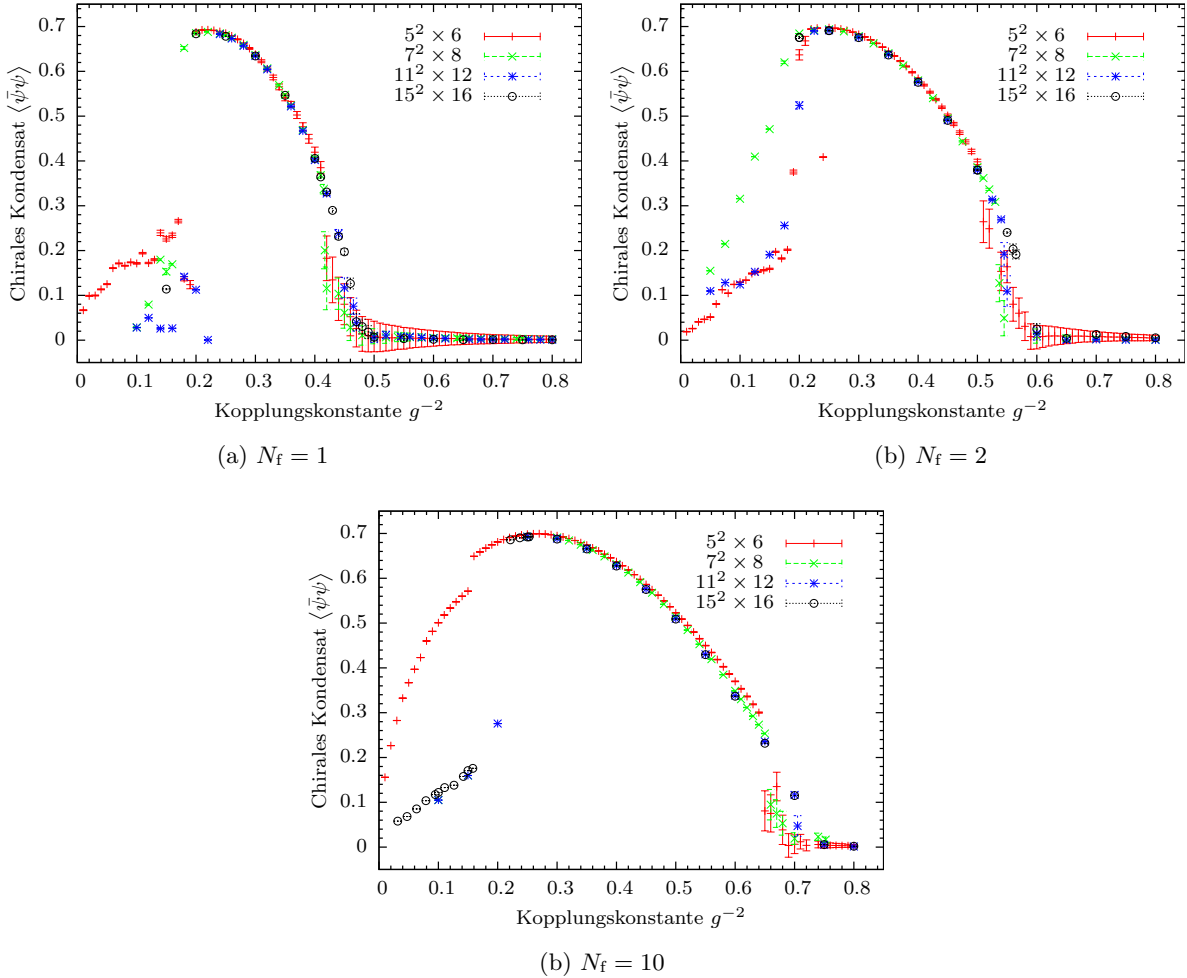 0.7
0.6
0.5
0.4
0.3
0.2
0.1
0
Chirales Kondensat ⟨ψ̄ψ⟩
5² × 6
7² × 8
11² × 12
15² × 16
0 0.1 0.2 0.3 0.4 0.5 0.6 0.7 0.8
Kopplungskonstante g⁻²
(a) N_f = 1
0.7
0.6
0.5
0.4
0.3
0.2
0.1
0
Chirales Kondensat ⟨ψ̄ψ⟩
5² × 6
7² × 8
11² × 12
15² × 16
0 0.1 0.2 0.3 0.4 0.5 0.6 0.7 0.8
Kopplungskonstante g⁻²
(b) N_f = 2
0.7
0.6
0.5
0.4
0.3
0.2
0.1
0
Chirales Kondensat ⟨ψ̄ψ⟩
5² × 6
7² × 8
11² × 12
15² × 16
0 0.1 0.2 0.3 0.4 0.5 0.6 0.7 0.8
Kopplungskonstante g⁻²
(b) N_f = 10